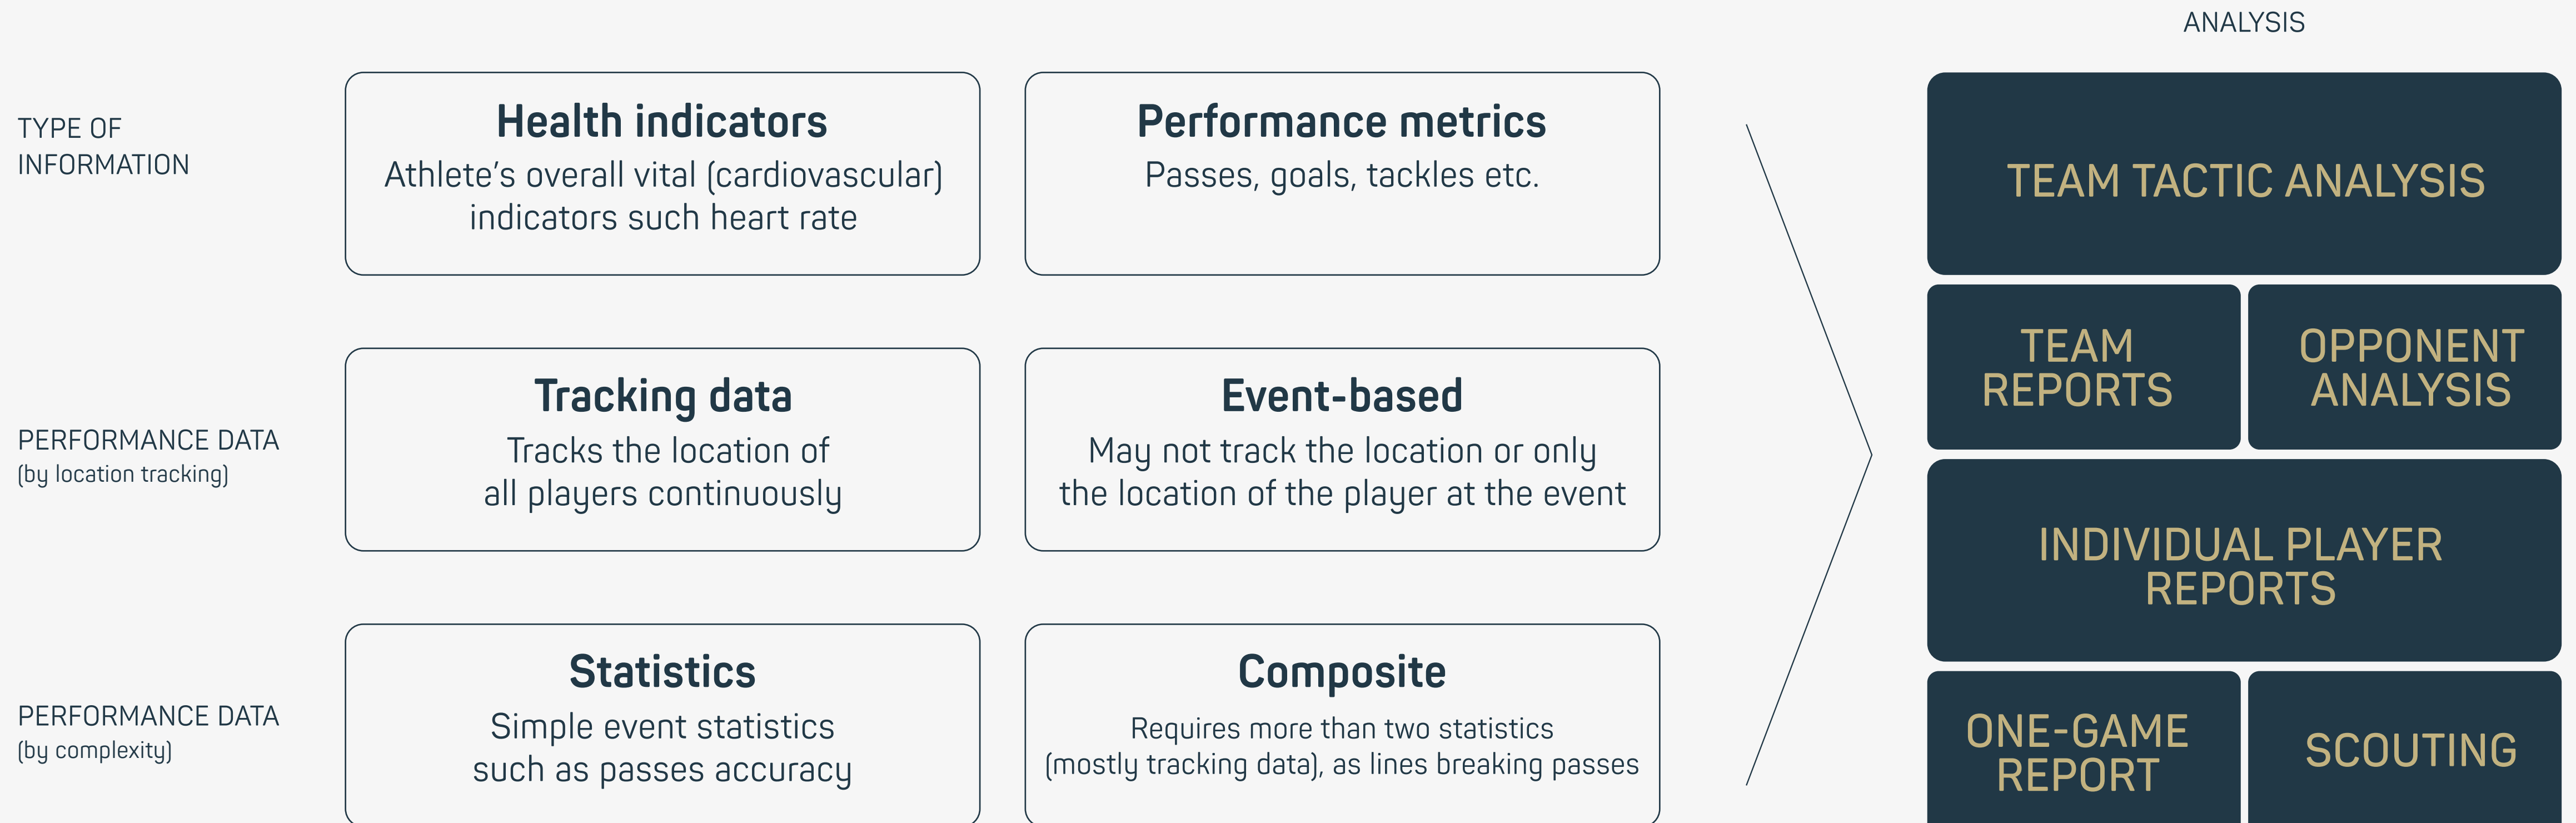 ANALYSIS
TYPE OF
INFORMATION
Health indicators
Athlete's overall vital (cardiovascular)
indicators such heart rate
Performance metrics
Passes, goals, tackles etc.
TEAM TACTIC ANALYSIS
PERFORMANCE DATA
(by location tracking)
Tracking data
Tracks the location of
all players continuously
Event-based
May not track the location or only
the location of the player at the event
TEAM
REPORTS
OPPONENT
ANALYSIS
INDIVIDUAL PLAYER
REPORTS
PERFORMANCE DATA
(by complexity)
Statistics
Simple event statistics
such as passes accuracy
Composite
Requires more than two statistics
(mostly tracking data), as lines breaking passes
ONE-GAME
REPORT
SCOUTING